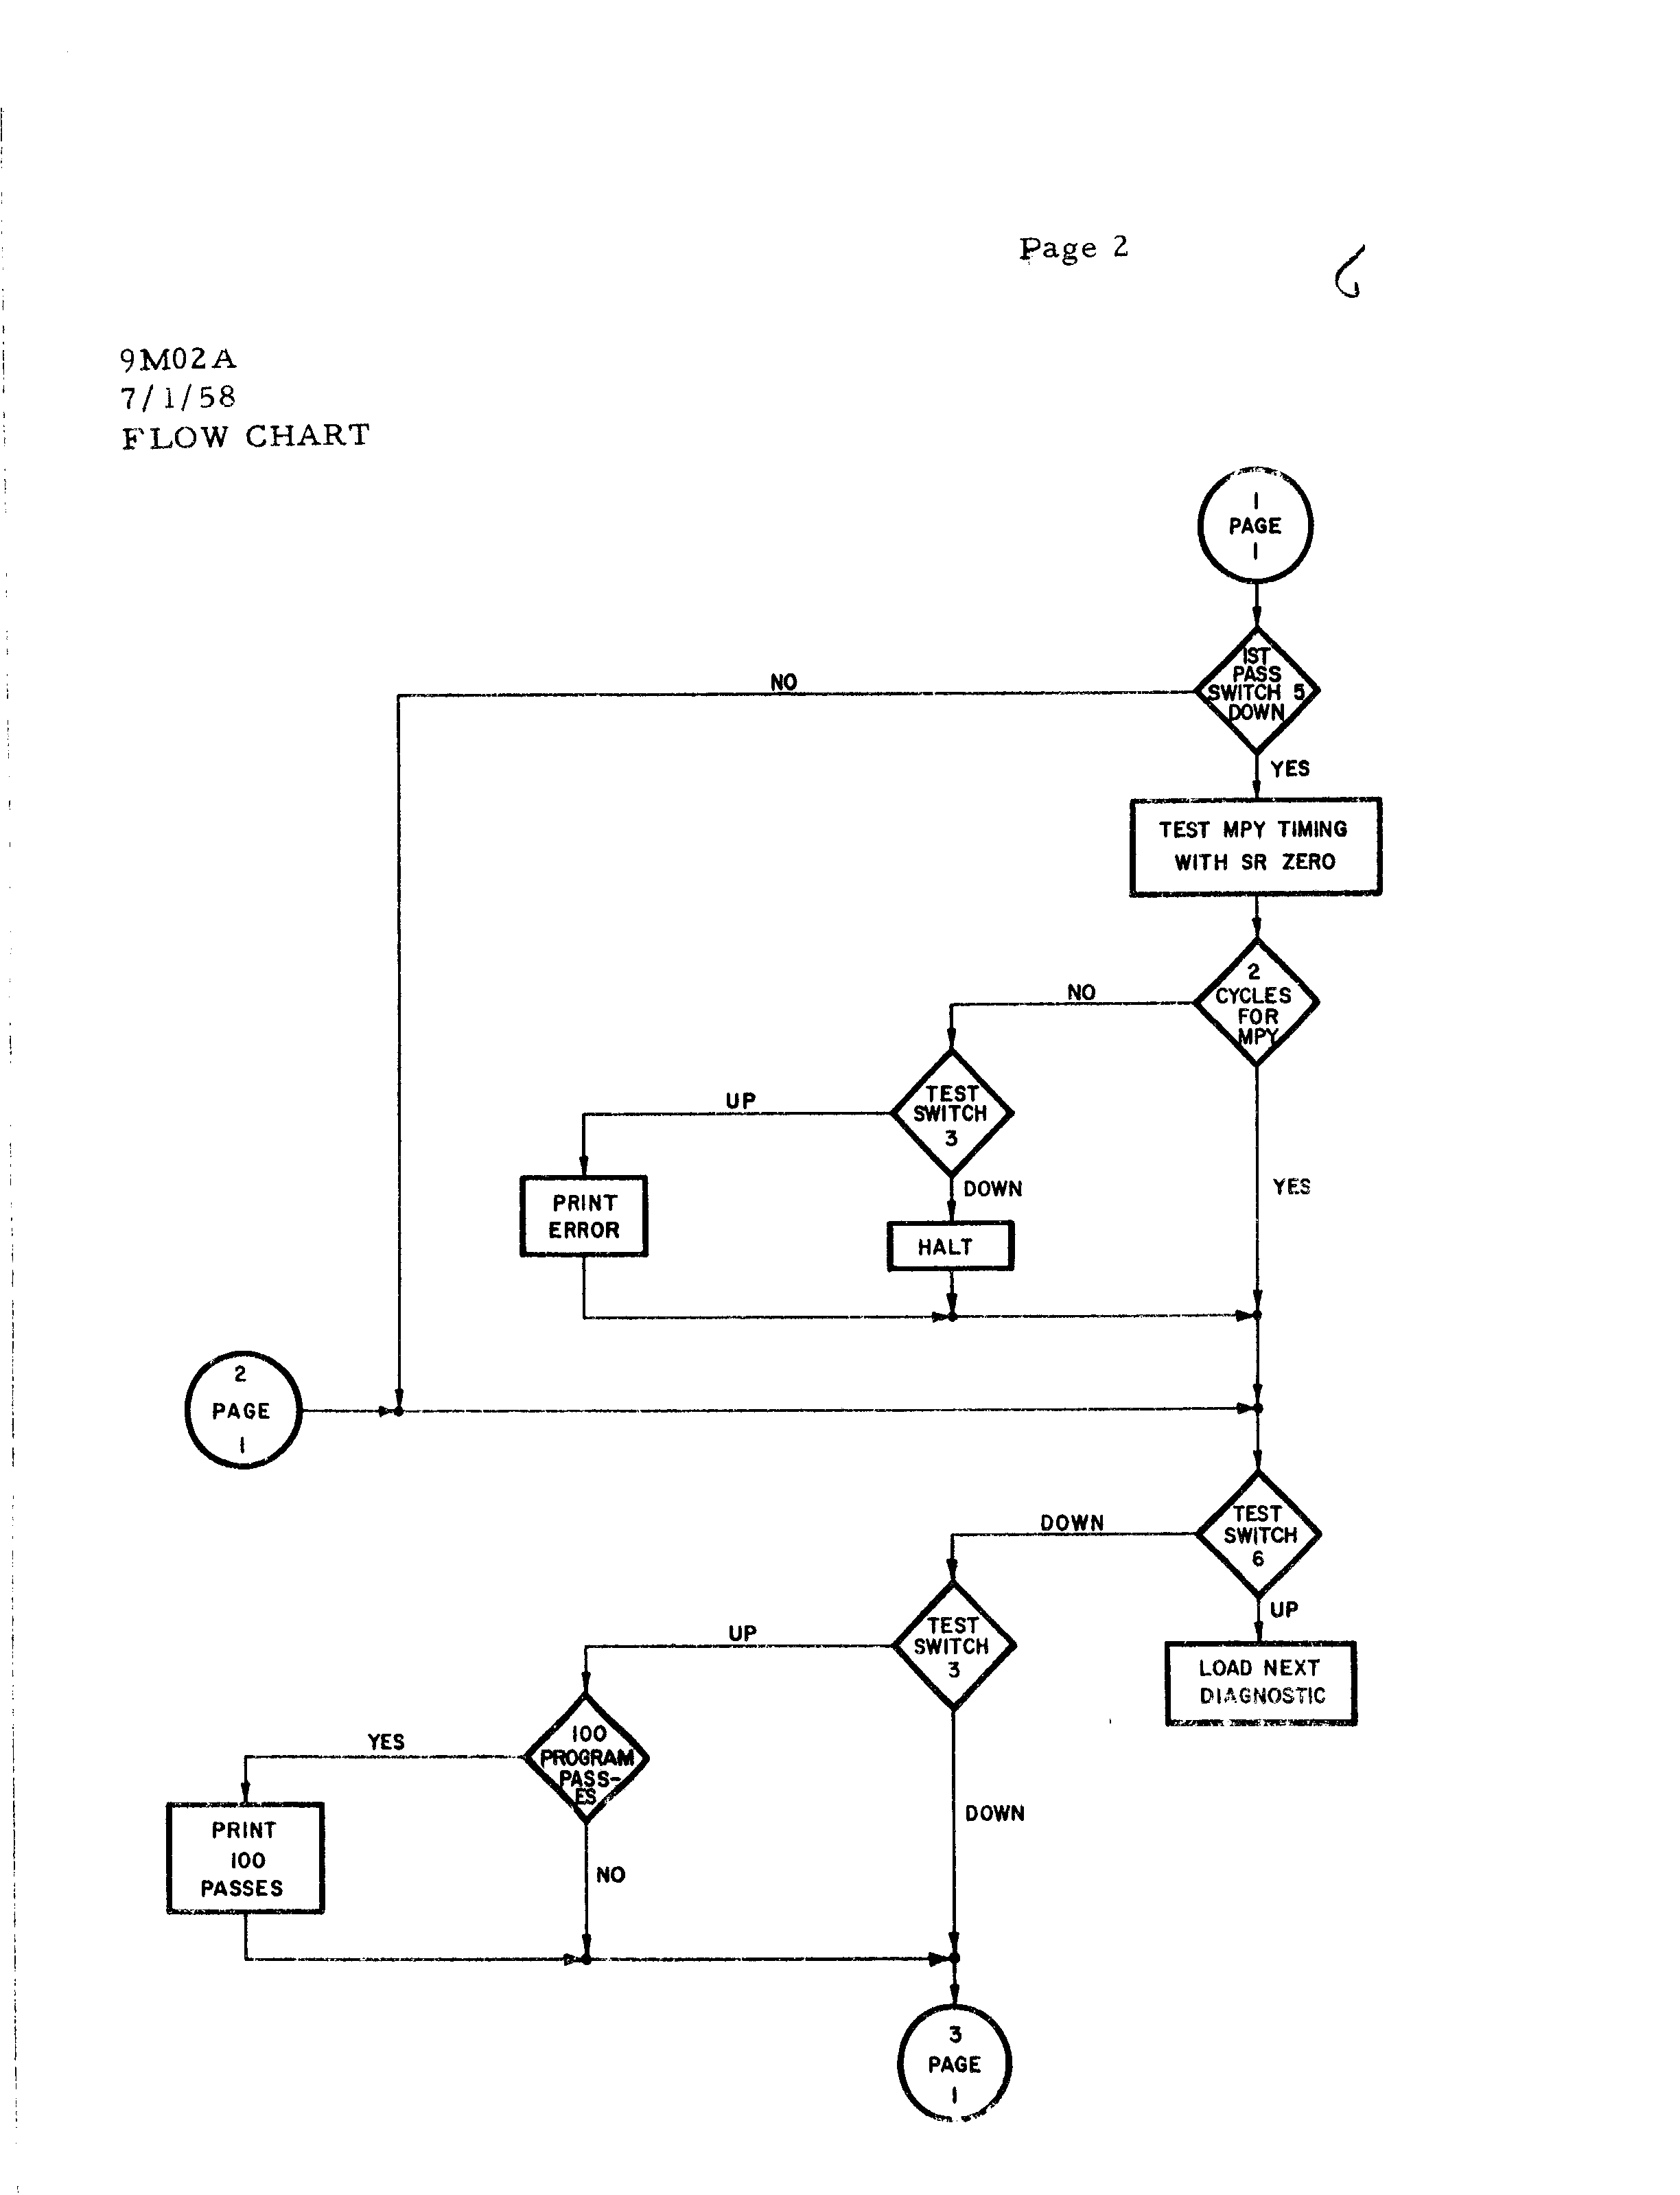 Page 2
6
9M02A
7/1/58
FLOW CHART
1
PAGE
1
NO
1ST
PASS
SWITCH 5
DOWN
YES
TEST MPY TIMING
WITH SR ZERO
2
CYCLES
FOR
MPY
NO
YES
TEST
SWITCH
3
UP
DOWN
PRINT
ERROR
HALT
2
PAGE
1
TEST
SWITCH
6
DOWN
UP
LOAD NEXT
DIAGNOSTIC
TEST
SWITCH
3
UP
DOWN
100
PROGRAM
PASS-
ES
YES
NO
PRINT
100
PASSES
3
PAGE
1